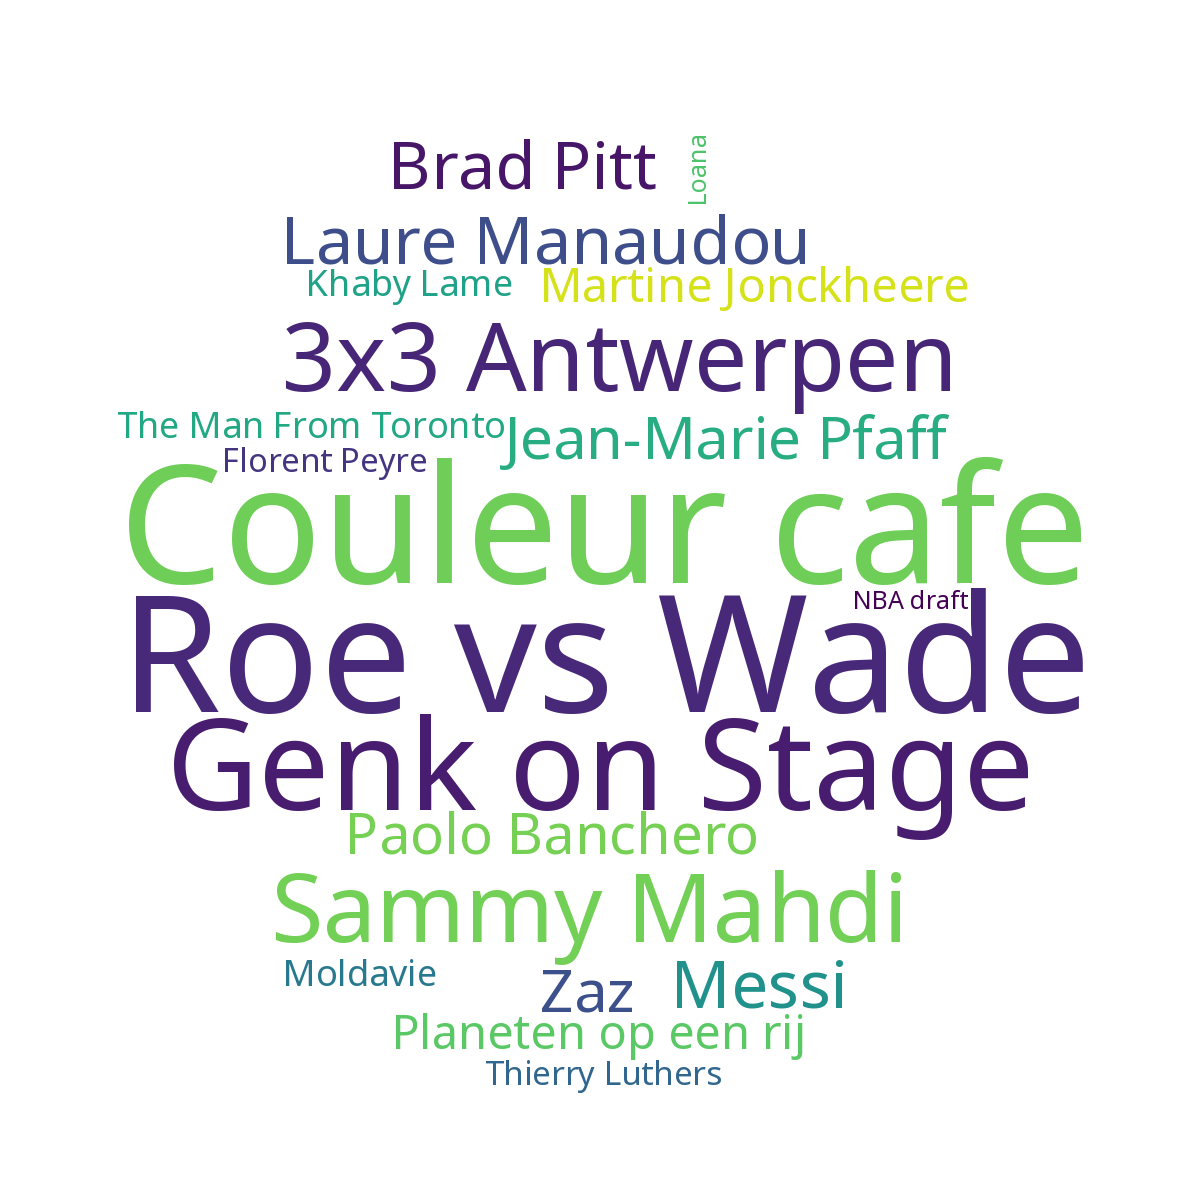 Brad Pitt
Loana
Laure Manaudou
Khaby Lame
Martine Jonckheere
3x3 Antwerpen
The Man From Toronto
Jean-Marie Pfaff
Florent Peyre
Couleur cafe
NBA draft
Roe vs Wade
Genk on Stage
Paolo Banchero
Sammy Mahdi
Moldavie
Zaz
Messi
Planeten op een rij
Thierry Luthers